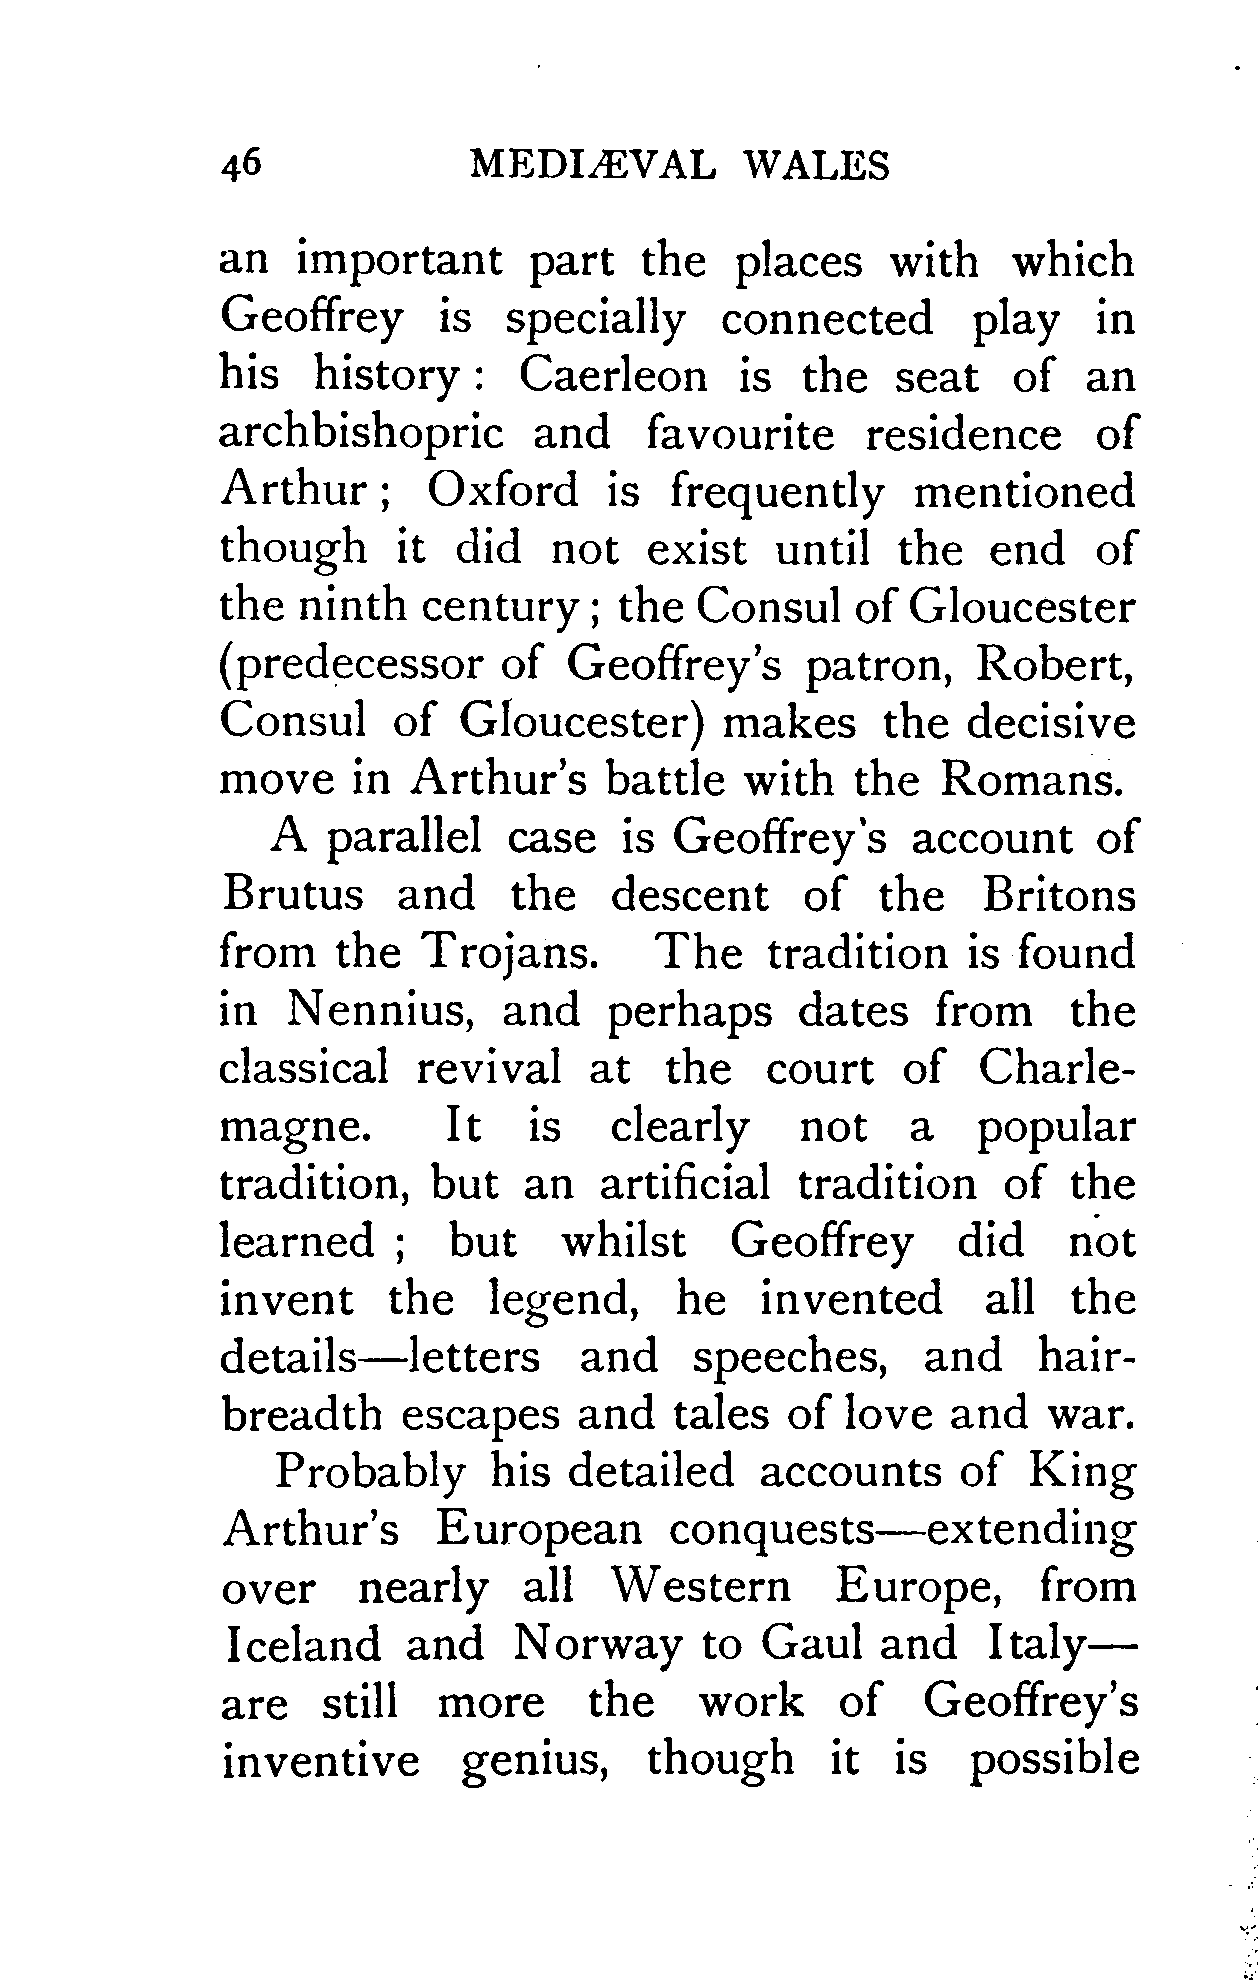 46 MEDIÆVAL WALES
an important part the places with which
Geoffrey is specially connected play in
his history : Caerleon is the seat of an
archbishopric and favourite residence of
Arthur ; Oxford is frequently mentioned
though it did not exist until the end of
the ninth century ; the Consul of Gloucester
(predecessor of Geoffrey's patron, Robert,
Consul of Gloucester) makes the decisive
move in Arthur's battle with the Romans.
A parallel case is Geoffrey's account of
Brutus and the descent of the Britons
from the Trojans. The tradition is found
in Nennius, and perhaps dates from the
classical revival at the court of Charle-
magne. It is clearly not a popular
tradition, but an artificial tradition of the
learned ; but whilst Geoffrey did not
invent the legend, he invented all the
details—letters and speeches, and hair-
breadth escapes and tales of love and war.
Probably his detailed accounts of King
Arthur's European conquests—extending
over nearly all Western Europe, from
Iceland and Norway to Gaul and Italy—
are still more the work of Geoffrey's
inventive genius, though it is possible